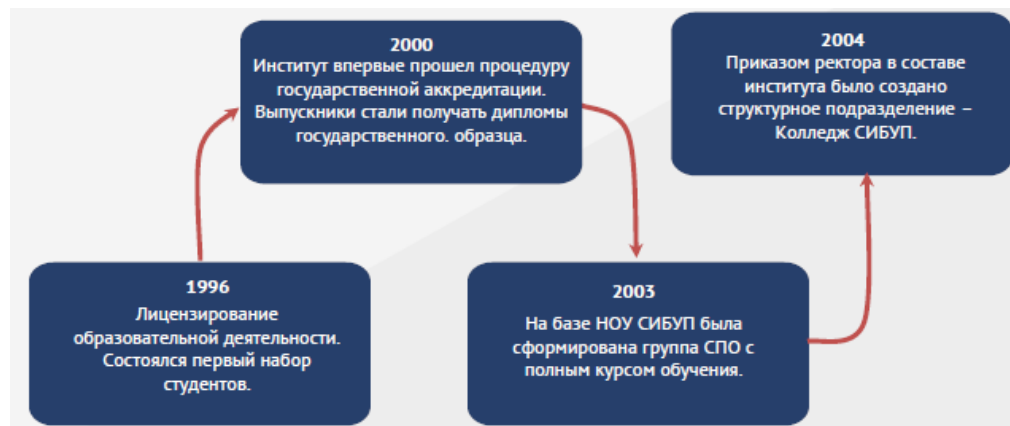 1996
Лицензирование
образовательной деятельности.
Состоялся первый набор
студентов.
2000
Институт впервые прошел процедуру
государственной аккредитации.
Выпускники стали получать дипломы
государственного. образца.
2003
На базе НОУ СИБУП была
сформирована группа СПО с
полным курсом обучения.
2004
Приказом ректора в составе
института было создано
структурное подразделение –
Колледж СИБУП.